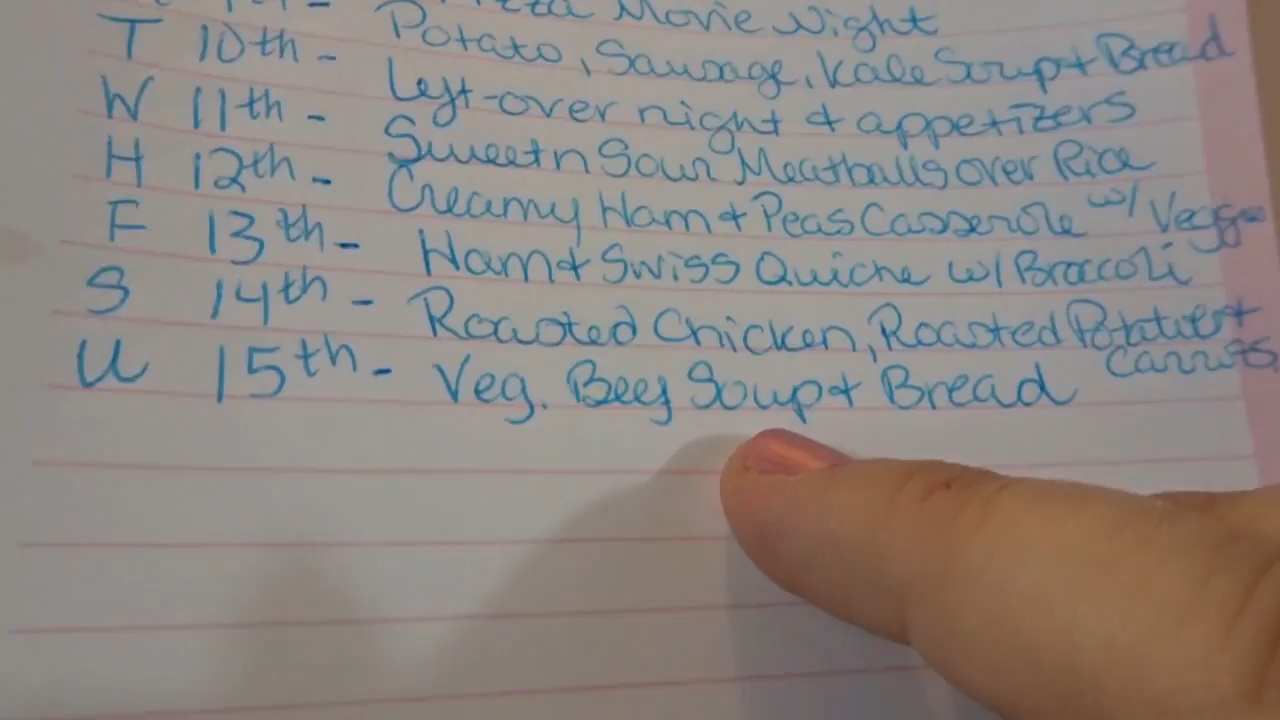 Movie Night
T 10th - Potato, Sausage, Kale Soup + Bread
W 11th - Left-over night + appetizers
H 12th - Sweet n Sour Meatballs over Rice
F 13th - Creamy Ham + Peas Casserole w/ Veggie
S 14th - Ham + Swiss Quiche w/ Broccoli
U 15th - Roasted Chicken, Roasted Potatoes + Carrots
Veg. Beef Soup + Bread